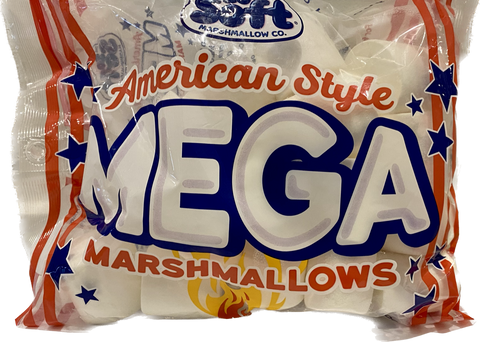 Soft
MARSHMALLOW CO.
American Style
MEGA
MARSHMALLOWS